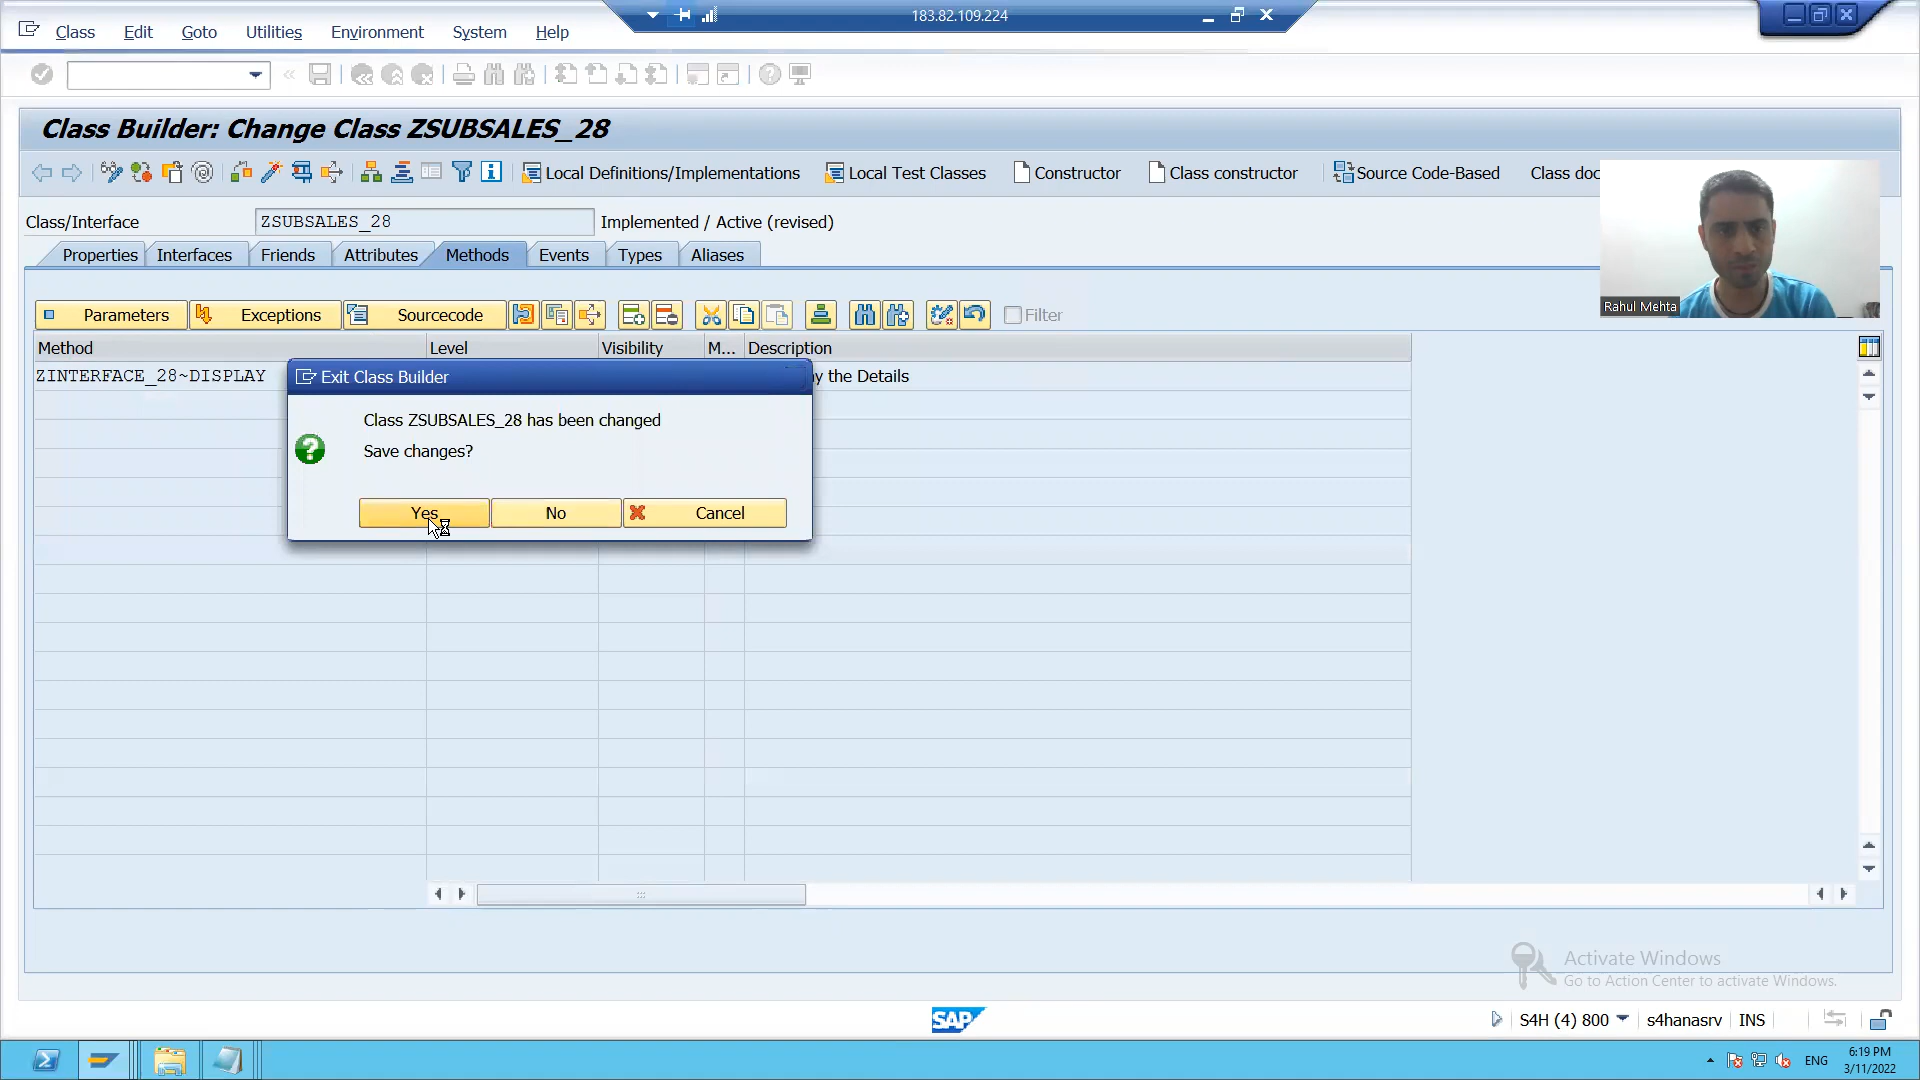 183.82.109.224
Class Edit Goto Utilities Environment System Help
Class Builder: Change Class ZSUBSALES_28
Local Definitions/Implementations Local Test Classes Constructor Class constructor Source Code-Based Class doc
Class/Interface ZSUBSALES_28 Implemented / Active (revised)
Properties Interfaces Friends Attributes Methods Events Types Aliases
Rahul Mehta
Parameters Exceptions Sourcecode Filter
Method Level Visibility M... Description
ZINTERFACE_28~DISPLAY y the Details
Exit Class Builder
Class ZSUBSALES_28 has been changed
Save changes?
Yes No Cancel
Activate Windows
Go to Action Center to activate Windows.
SAP
S4H (4) 800 s4hanasrv INS
ENG
6:19 PM
3/11/2022